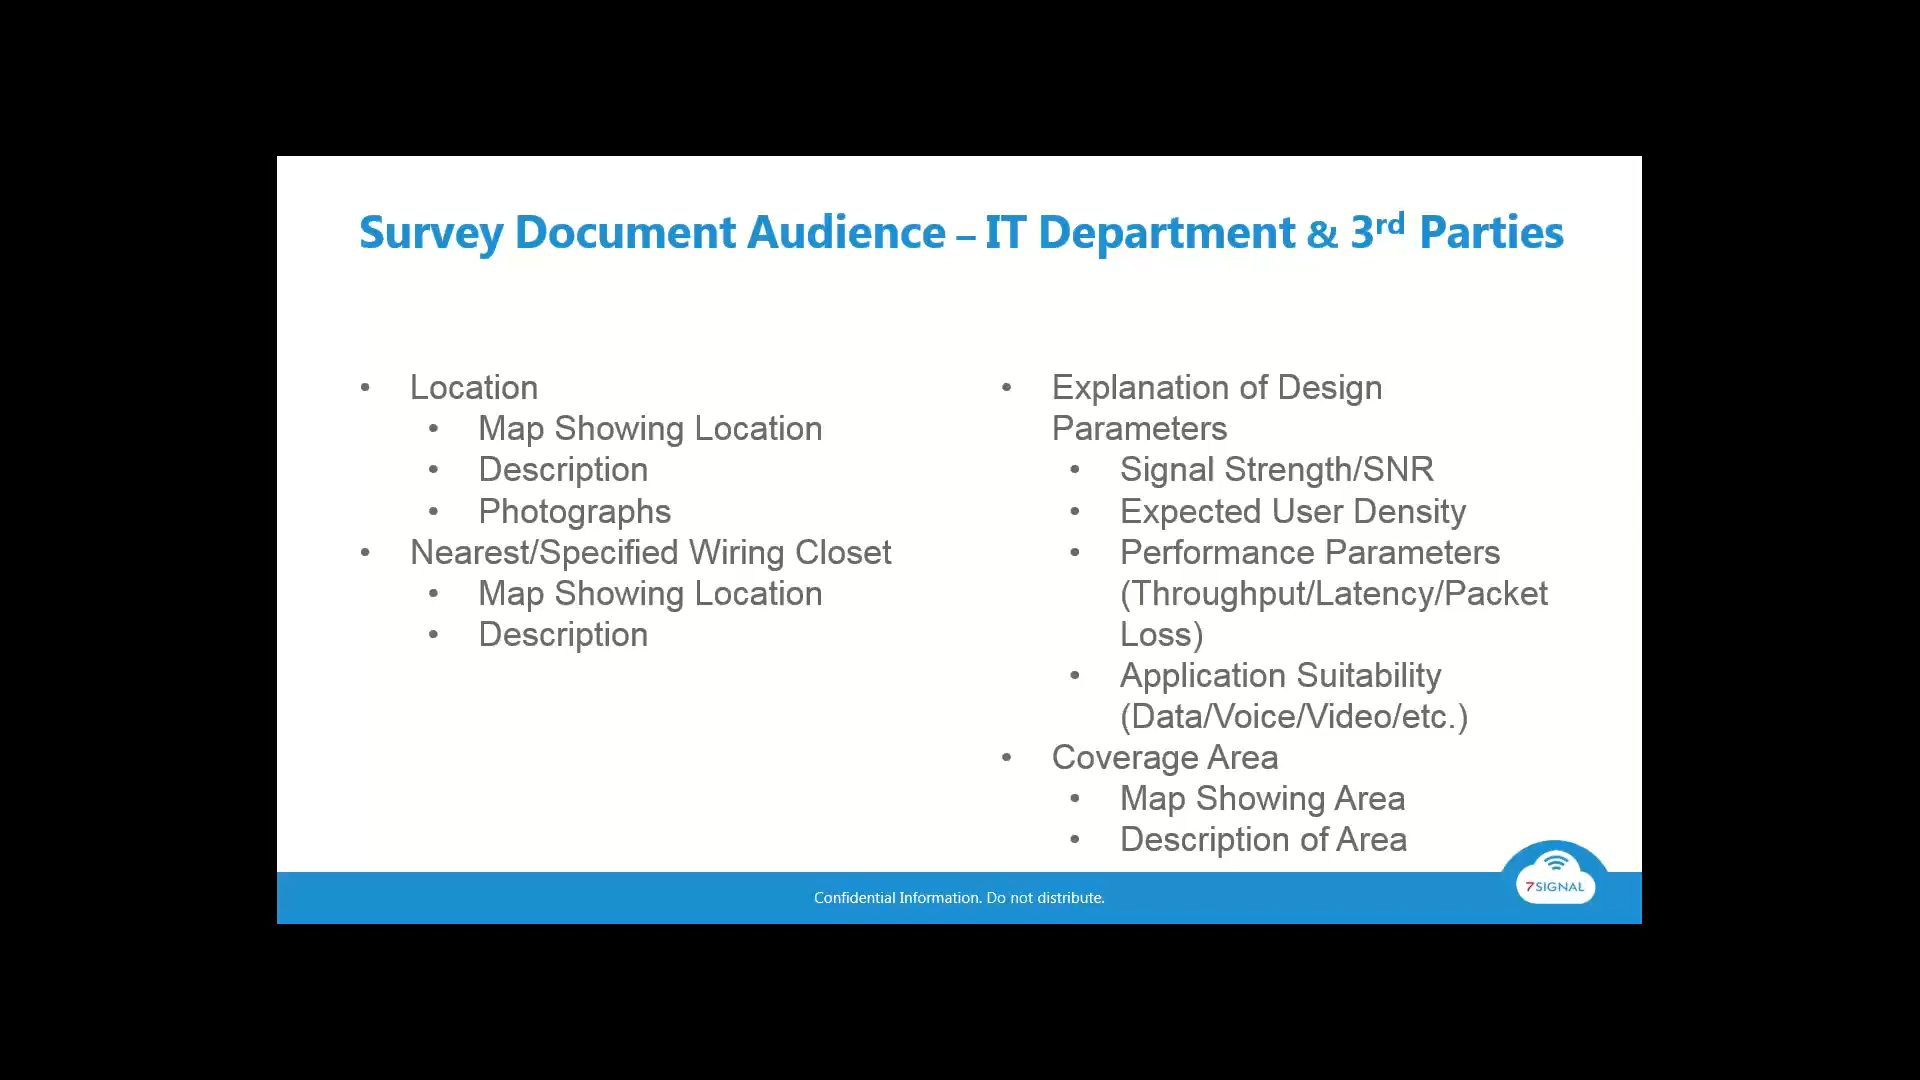 Survey Document Audience – IT Department & 3rd Parties
• Location
• Map Showing Location
• Description
• Photographs
• Nearest/Specified Wiring Closet
• Map Showing Location
• Description
• Explanation of Design
Parameters
• Signal Strength/SNR
• Expected User Density
• Performance Parameters
(Throughput/Latency/Packet
Loss)
• Application Suitability
(Data/Voice/Video/etc.)
• Coverage Area
• Map Showing Area
• Description of Area
Confidential Information. Do not distribute.
7SIGNAL